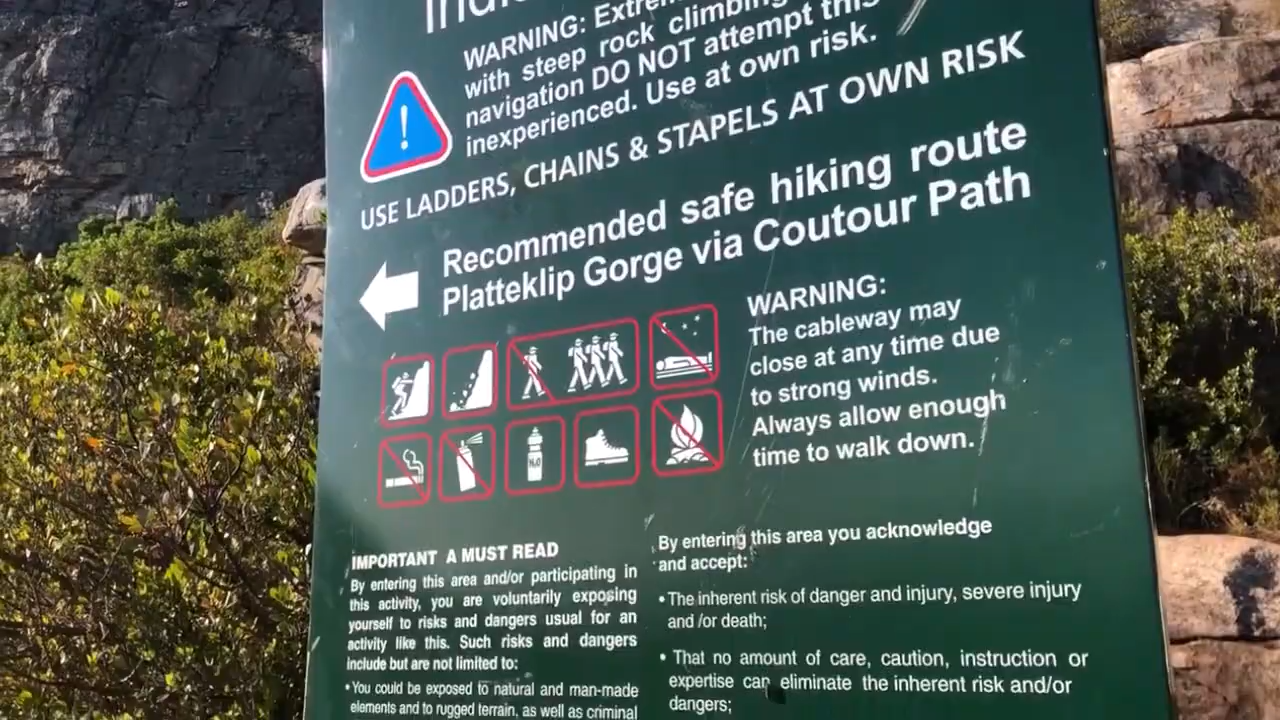 WARNING: Extrem
with steep rock climbing
navigation DO NOT attempt this
inexperienced. Use at own risk.
USE LADDERS, CHAINS & STAPELS AT OWN RISK
Recommended safe hiking route
Platteklip Gorge via Coutour Path
WARNING:
The cableway may
close at any time due
to strong winds.
Always allow enough
time to walk down.
H₂O
IMPORTANT A MUST READ
By entering this area and/or participating in
this activity, you are voluntarily exposing
yourself to risks and dangers usual for an
activity like this. Such risks and dangers
include but are not limited to:
• You could be exposed to natural and man-made
elements and to rugged terrain, as well as criminal
By entering this area you acknowledge
and accept:
• The inherent risk of danger and injury, severe injury
and /or death;
• That no amount of care, caution, instruction or
expertise can eliminate the inherent risk and/or
dangers;